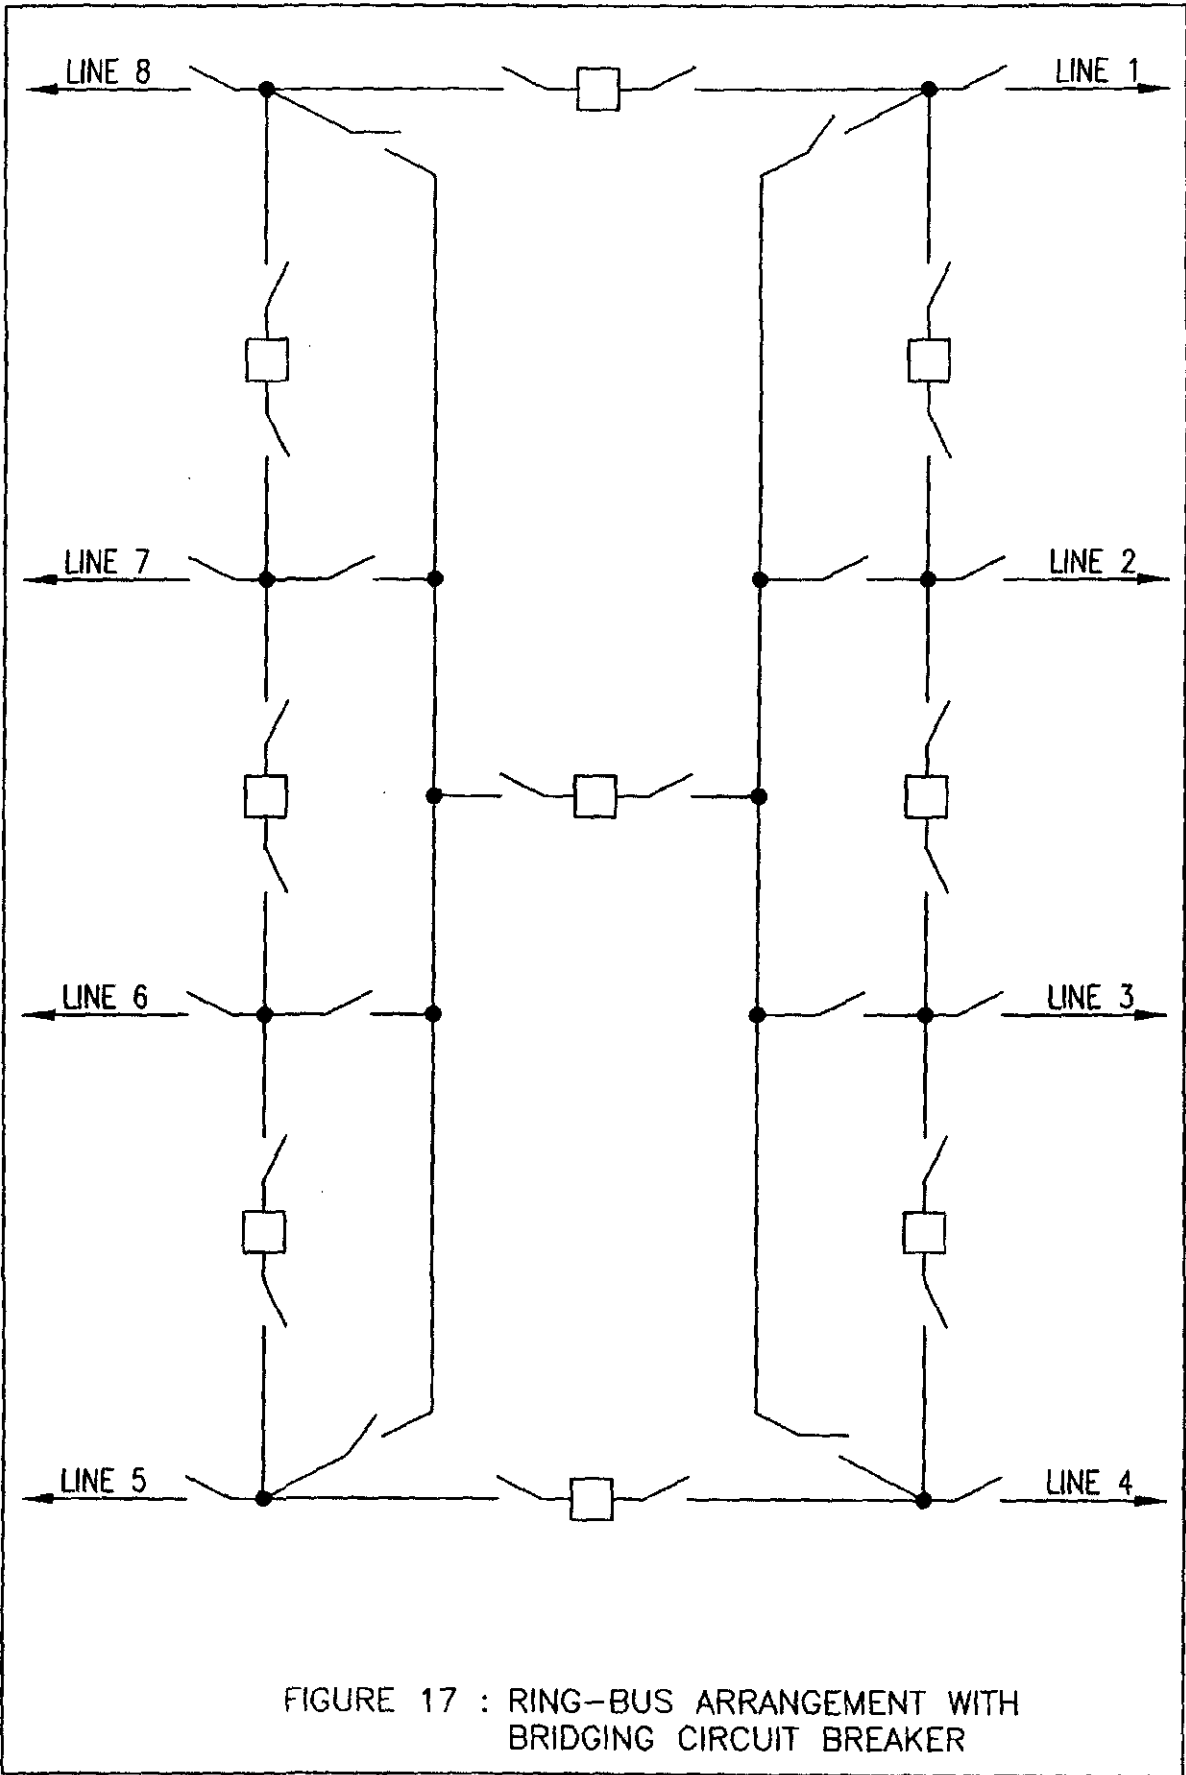 LINE 8
LINE 1
LINE 7
LINE 2
LINE 6
LINE 3
LINE 5
LINE 4
FIGURE 17 : RING-BUS ARRANGEMENT WITH
BRIDGING CIRCUIT BREAKER